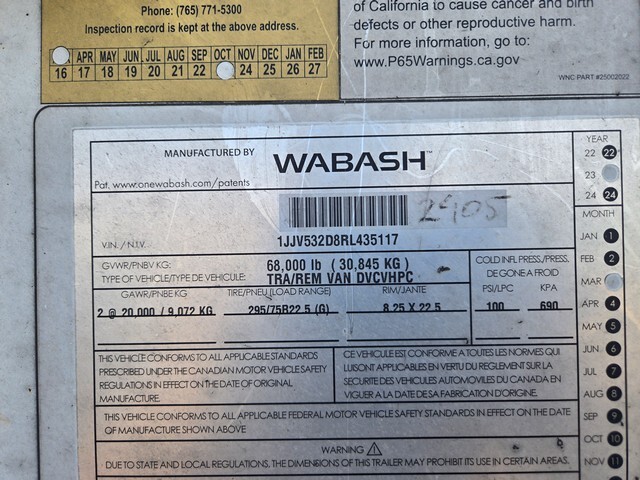 Phone: (765) 771-5300
Inspection record is kept at the above address.
APR MAY JUN JUL AUG SEP OCT NOV DEC JAN FEB
16 17 18 19 20 21 22 24 25 26 27
of California to cause cancer and birth
defects or other reproductive harm.
For more information, go to:
www.P65Warnings.ca.gov
WNC PART #25002022
MANUFACTURED BY WABASH™
Pat. www.onewabash.com/patents
2905
V.I.N. / N.I.V. 1JJV532D8RL435117
GVWR/PNBV KG: 68,000 lb ( 30,845 KG )
TYPE OF VEHICLE/TYPE DE VEHICULE: TRA/REM VAN DVCVHPC
COLD INFL PRESS./PRESS.
DE GONE A FROID
GAWR/PNBE KG TIRE/PNEU (LOAD RANGE) RIM/JANTE PSI/LPC KPA
2 @ 20,000 / 9,072 KG 295/75R22.5 (G) 8.25 X 22.5 100 690
THIS VEHICLE CONFORMS TO ALL APPLICABLE STANDARDS
PRESCRIBED UNDER THE CANADIAN MOTOR VEHICLE SAFETY
REGULATIONS IN EFFECT ON THE DATE OF ORIGINAL
MANUFACTURE.
CE VEHICULE EST CONFORME A TOUTES LES NORMES QUI
LUI SONT APPLICABLES EN VERTU DU REGLEMENT SUR LA
SECURITE DES VEHICULES AUTOMOVILES DU CANADA EN
VIGUER A LA DATE DE SA FABRICATION D'ORIGINE.
THIS VEHICLE CONFORMS TO ALL APPLICABLE FEDERAL MOTOR VEHICLE SAFETY STANDARDS IN EFFECT ON THE DATE
OF MANUFACTURE SHOWN ABOVE
WARNING
DUE TO STATE AND LOCAL REGULATIONS, THE DIMENSIONS OF THIS TRAILER MAY PROHIBIT ITS USE IN CERTAIN AREAS.
YEAR
22 22
23
24 24
MONTH
JAN 1
FEB 2
MAR
APR 4
MAY 5
JUN 6
JUL 7
AUG 8
SEP 9
OCT 10
NOV 11